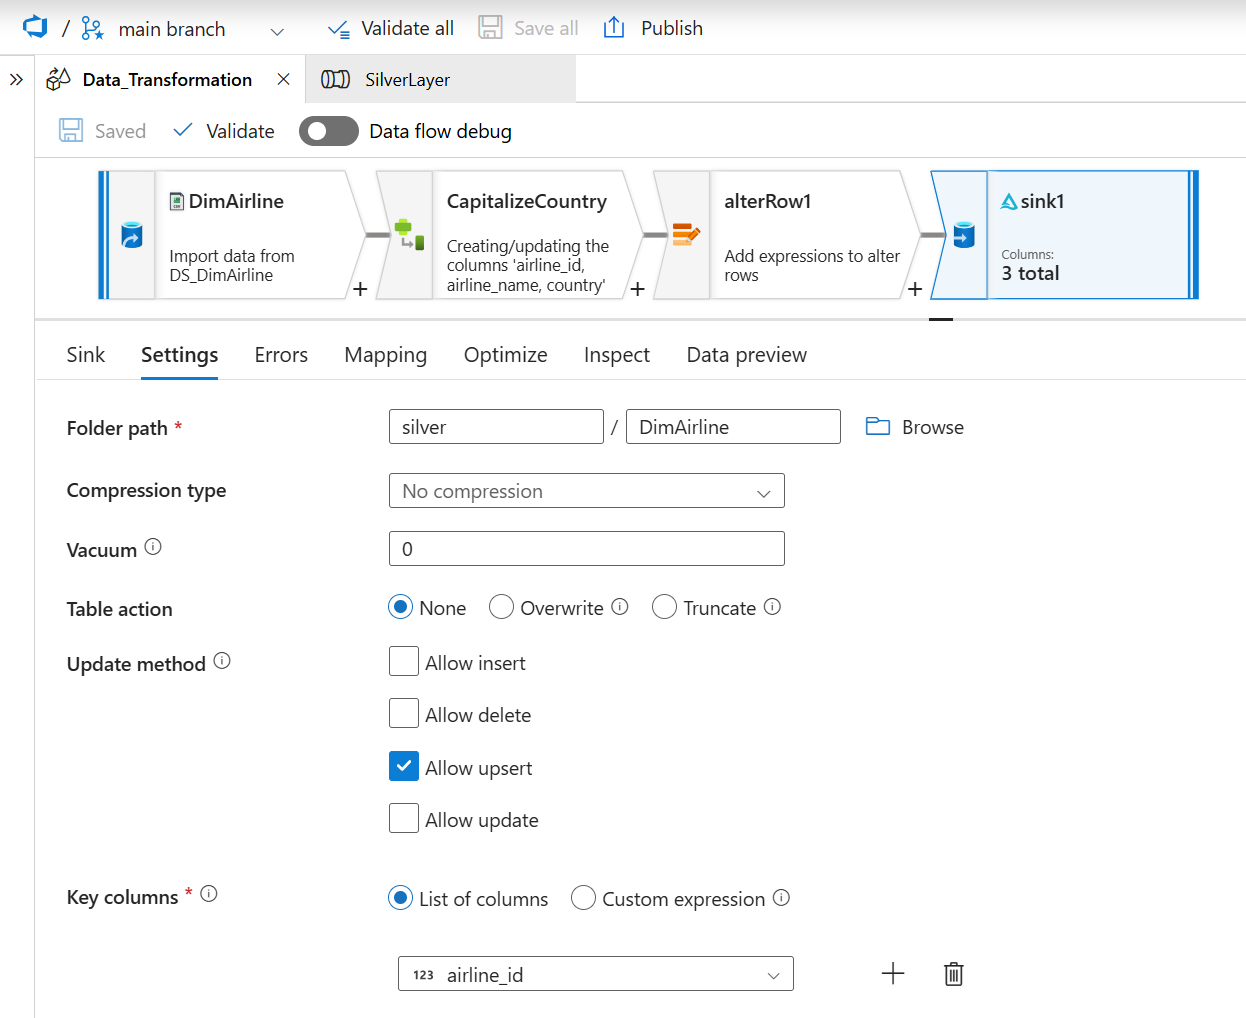 / main branch Validate all Save all Publish
» Data_Transformation × SilverLayer
Saved Validate Data flow debug
DimAirline
Import data from
DS_DimAirline
+
CapitalizeCountry
Creating/updating the
columns 'airline_id,
airline_name, country'
+
alterRow1
Add expressions to alter
rows
+
sink1
Columns:
3 total
Sink Settings Errors Mapping Optimize Inspect Data preview
Folder path * silver / DimAirline Browse
Compression type No compression
Vacuum 0
Table action None Overwrite Truncate
Update method Allow insert
Allow delete
Allow upsert
Allow update
Key columns * List of columns Custom expression
123 airline_id +